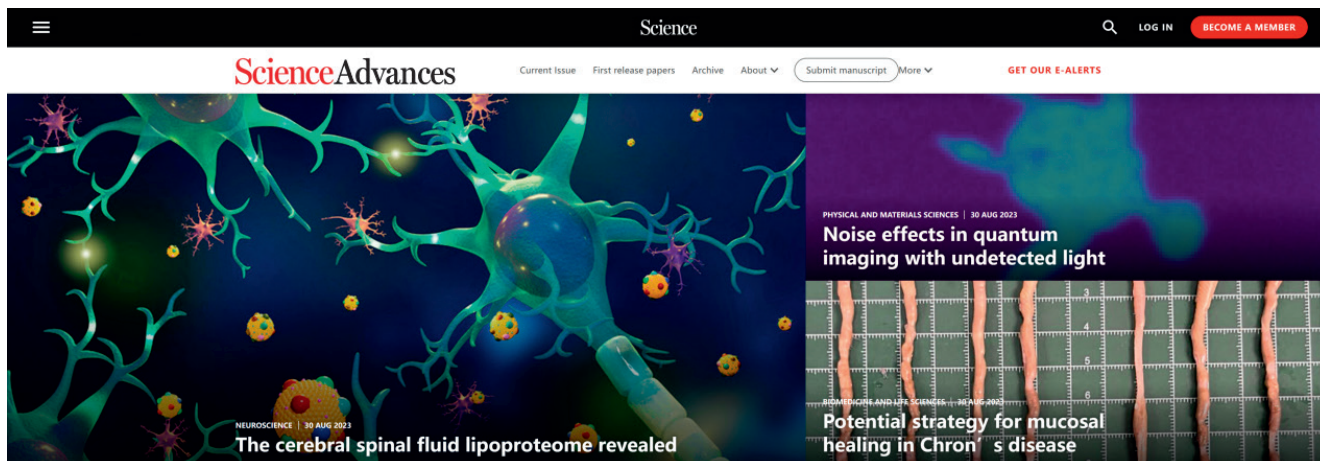 Science
LOG IN
BECOME A MEMBER
ScienceAdvances
Current Issue
First release papers
Archive
About
Submit manuscript
More
GET OUR E-ALERTS
NEUROSCIENCE | 30 AUG 2023
The cerebral spinal fluid lipoproteome revealed
PHYSICAL AND MATERIALS SCIENCES | 30 AUG 2023
Noise effects in quantum
imaging with undetected light
3
4
5
6
BIOMEDICINE AND LIFE SCIENCES | 30 AUG 2023
Potential strategy for mucosal
healing in Chron’s disease